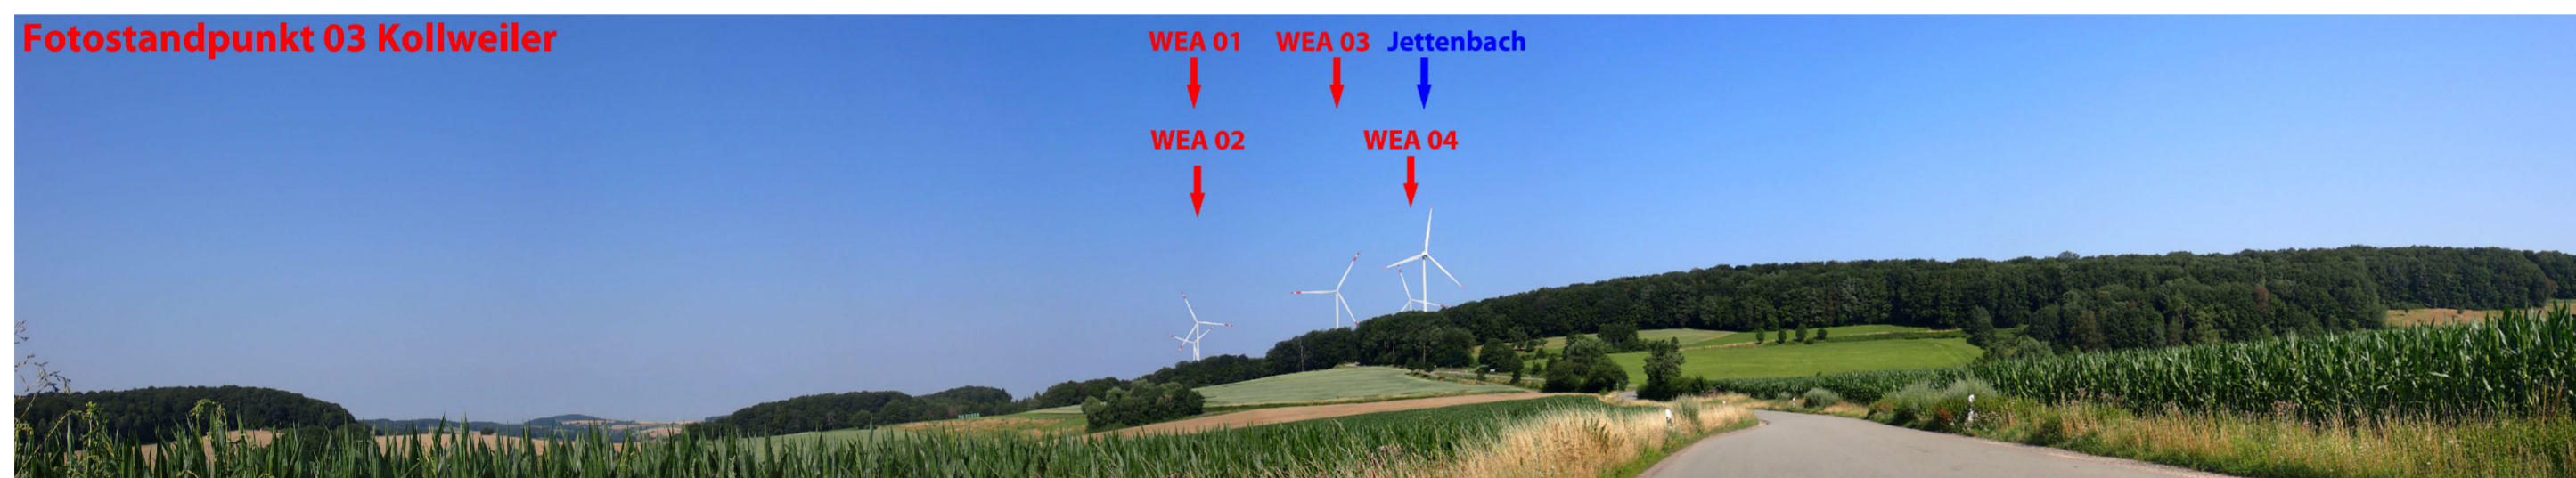 Fotostandpunkt 03 Kollweiler
WEA 01 WEA 03 Jettenbach
WEA 02 WEA 04